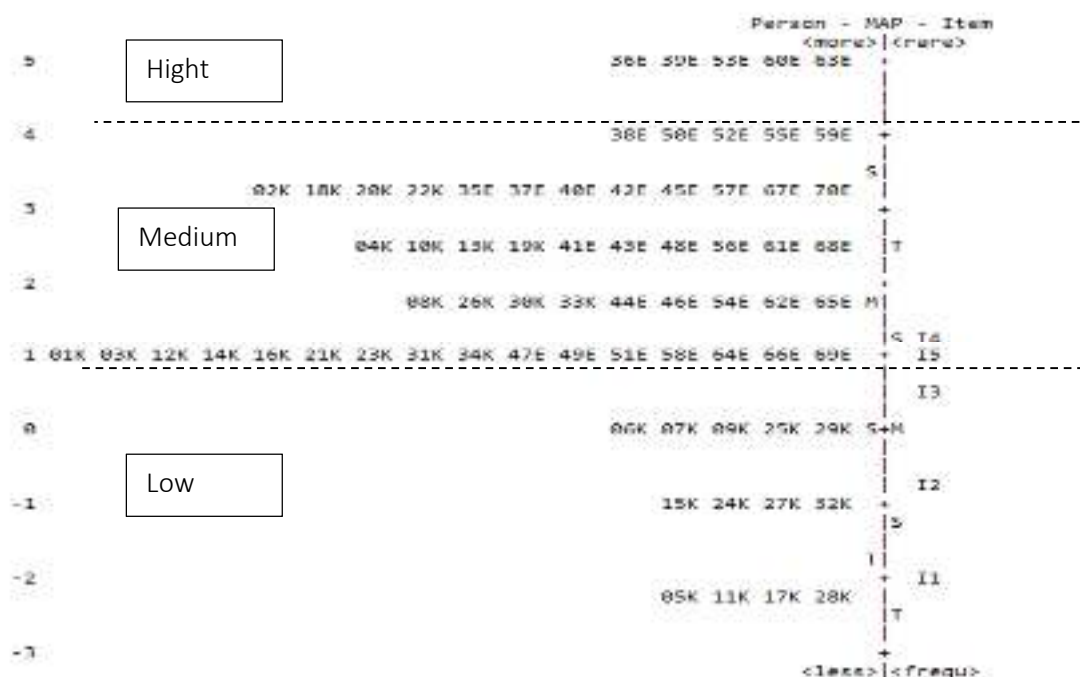 Person - MAP - Item
<more>|<rare>
5 Hight 36E 39E 53E 60E 63E
4 38E 50E 52E 55E 59E +
S
02K 18K 20K 22K 35E 37E 40E 42E 45E 57E 67E 70E
3 +
Medium 04K 10K 13K 19K 41E 43E 48E 56E 61E 68E |T
2
08K 26K 30K 33K 44E 46E 54E 62E 65E M|
S I4
1 01K 03K 12K 14K 16K 21K 23K 31K 34K 47E 49E 51E 58E 64E 66E 69E + I5
I3
0 06K 07K 09K 25K 29K S+M
Low I2
-1 15K 24K 27K 32K +
|S
-2 + I1
05K 11K 17K 28K
|T
-3 +
<less>|<frequ>